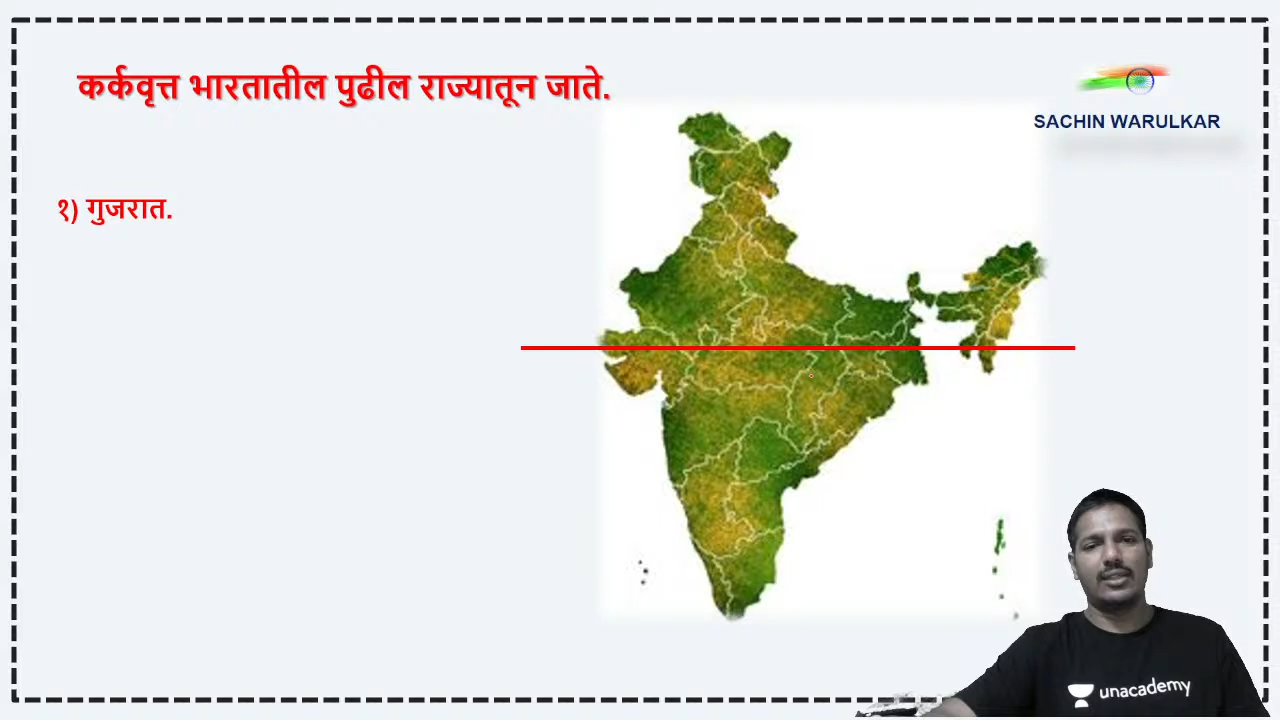 कर्कवृत्त भारतातील पुढील राज्यातून जाते.
SACHIN WARULKAR
१) गुजरात.
unacademy